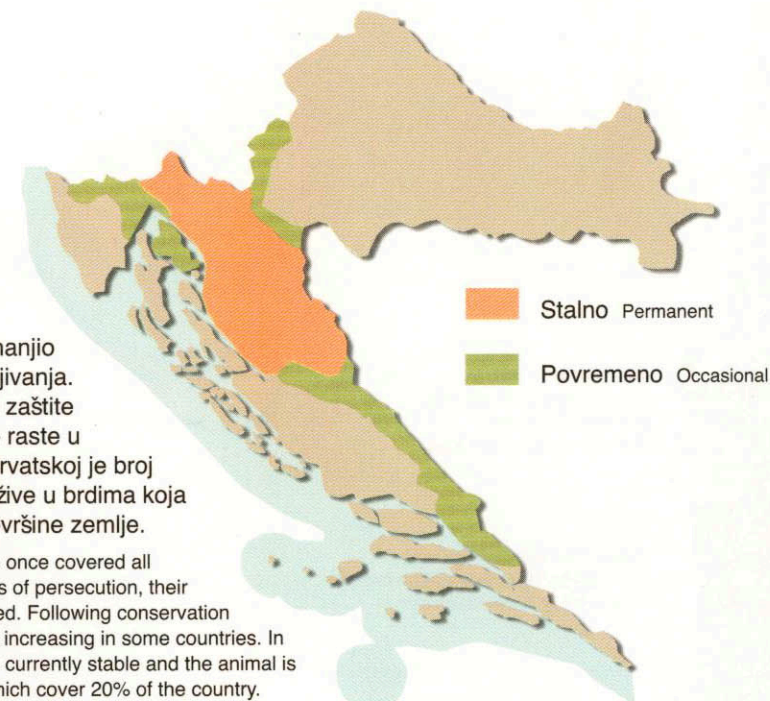 Stalno Permanent
Povremeno Occasional
manjio
jivanja.
zaštite
raste u
rvatskoj je broj
žive u brdima koja
vršine zemlje.
once covered all
s of persecution, their
ed. Following conservation
increasing in some countries. In
currently stable and the animal is
hich cover 20% of the country.